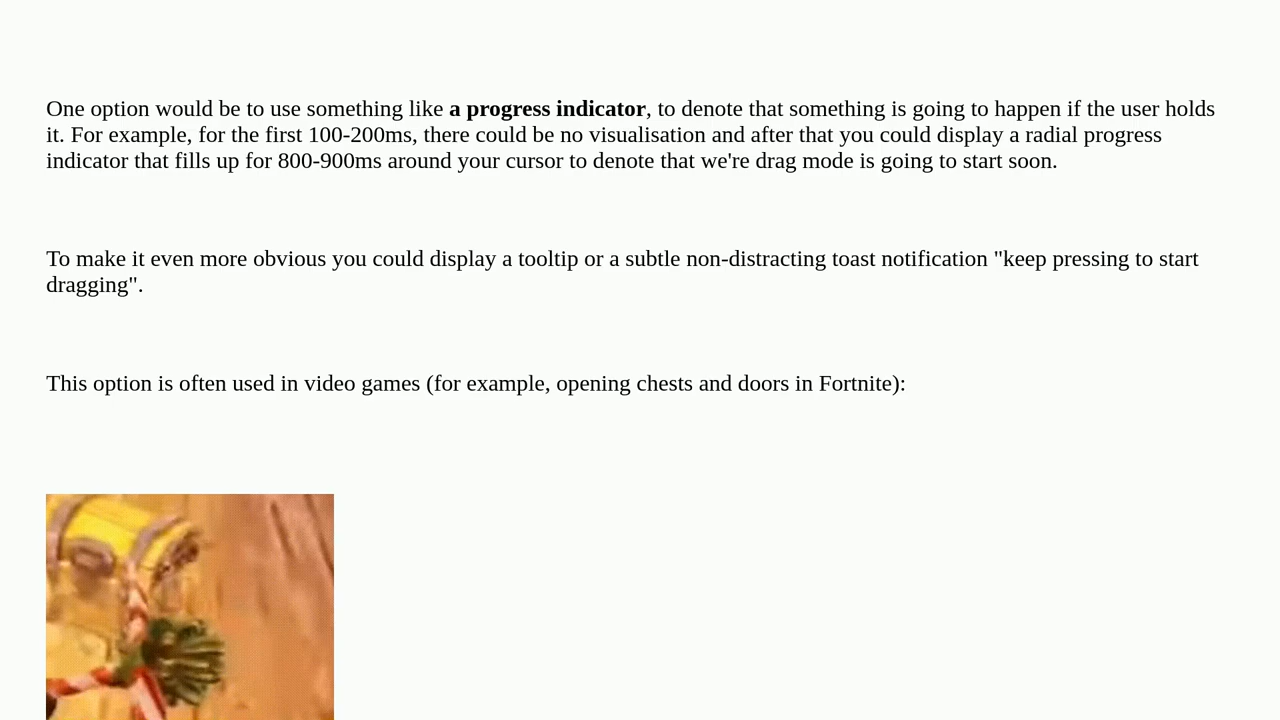 One option would be to use something like a progress indicator, to denote that something is going to happen if the user holds
it. For example, for the first 100-200ms, there could be no visualisation and after that you could display a radial progress
indicator that fills up for 800-900ms around your cursor to denote that we're drag mode is going to start soon.
To make it even more obvious you could display a tooltip or a subtle non-distracting toast notification "keep pressing to start
dragging".
This option is often used in video games (for example, opening chests and doors in Fortnite):